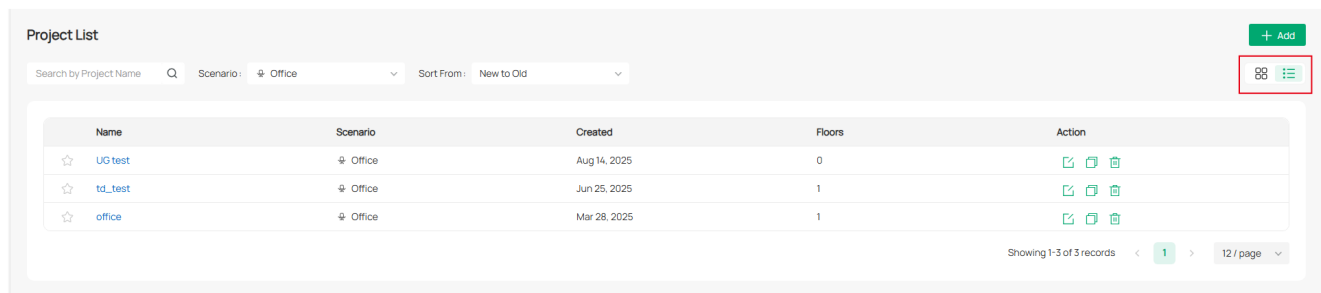 Project List
+ Add
Search by Project Name Scenario : Office Sort From : New to Old
Name Scenario Created Floors Action
UG test Office Aug 14, 2025 0
td_test Office Jun 25, 2025 1
office Office Mar 28, 2025 1
Showing 1-3 of 3 records < 1 > 12 / page